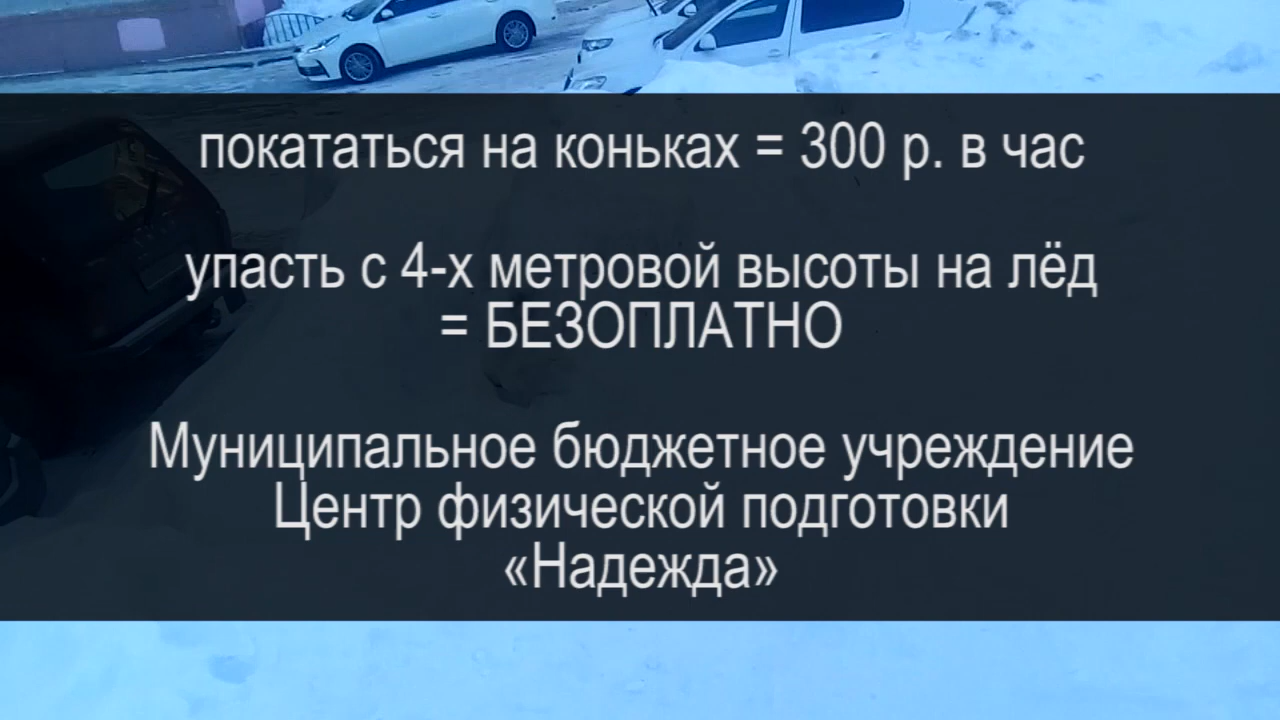 покататься на коньках = 300 р. в час
упасть с 4-х метровой высоты на лёд
= БЕЗОПЛАТНО
Муниципальное бюджетное учреждение
Центр физической подготовки
«Надежда»